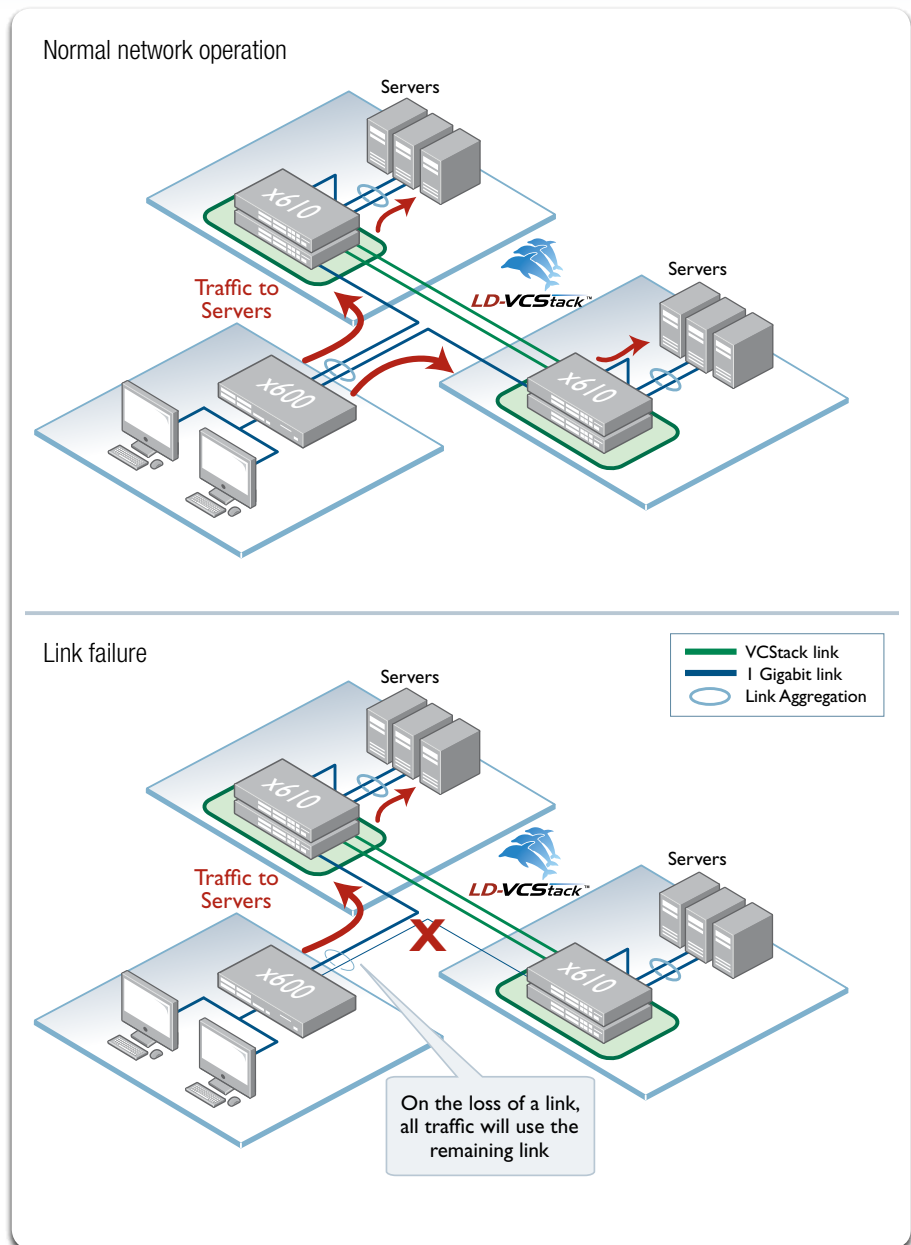 Normal network operation
Servers
x610
LD-VCStack™
Servers
Traffic to
Servers
x610
x600
Link failure
VCStack link
1 Gigabit link
Link Aggregation
Servers
x610
LD-VCStack™
Servers
Traffic to
Servers
X
x610
x600
On the loss of a link,
all traffic will use the
remaining link